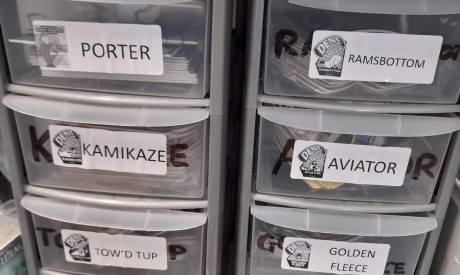 PORTER
RAMSBOTTOM
KAMIKAZE
AVIATOR
TOW'D TUP
GOLDEN
FLEECE